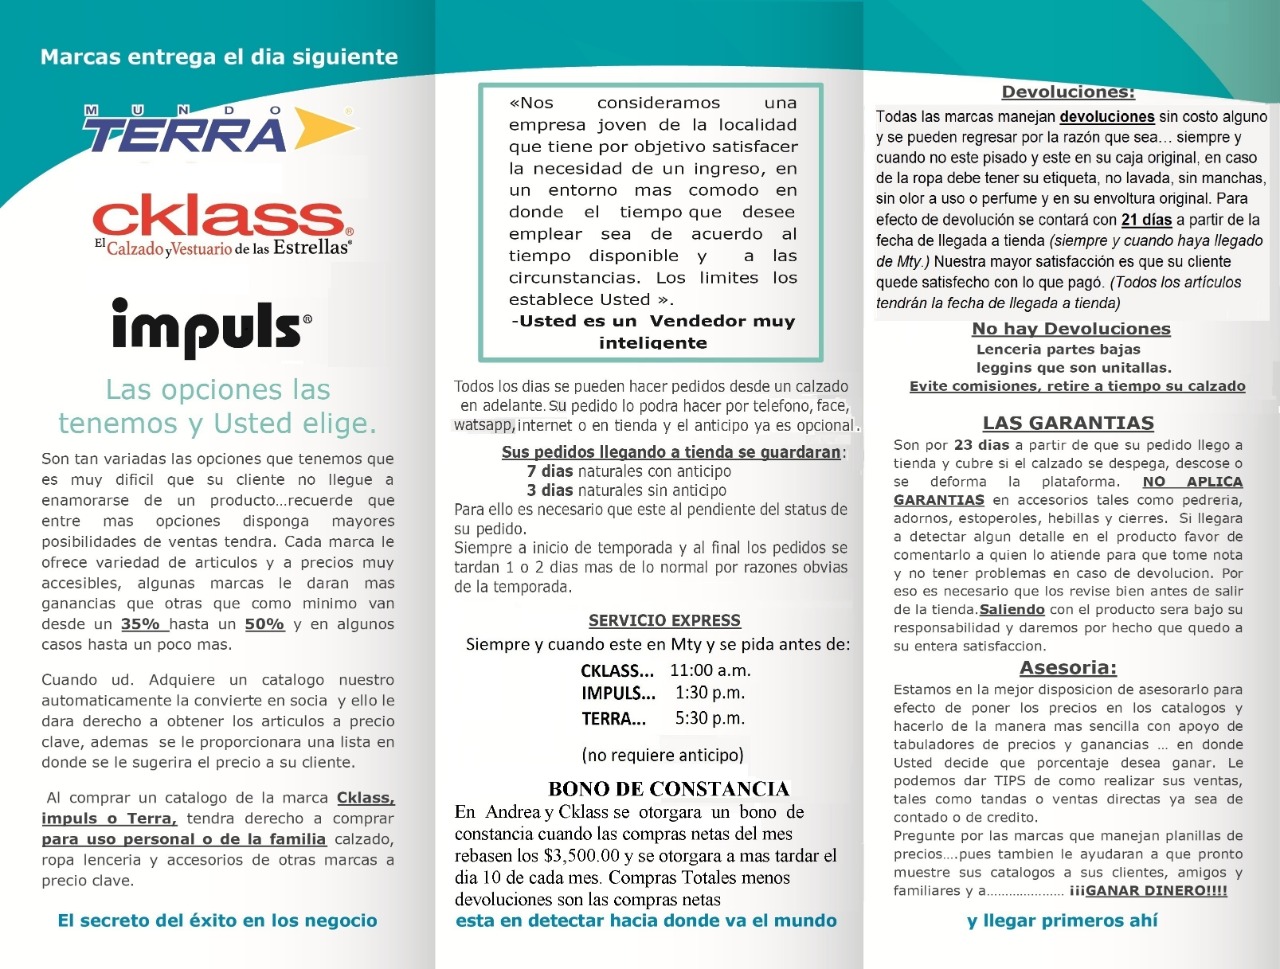 Marcas entrega el dia siguiente
MUNDO
TERRA
cklass®
El Calzado y Vestuario de las Estrellas®
impuls®
Las opciones las
tenemos y Usted elige.
Son tan variadas las opciones que tenemos que
es muy dificil que su cliente no llegue a
enamorarse de un producto...recuerde que
entre mas opciones disponga mayores
posibilidades de ventas tendra. Cada marca le
ofrece variedad de articulos y a precios muy
accesibles, algunas marcas le daran mas
ganancias que otras que como minimo van
desde un 35% hasta un 50% y en algunos
casos hasta un poco mas.
Cuando ud. Adquiere un catalogo nuestro
automaticamente la convierte en socia y ello le
dara derecho a obtener los articulos a precio
clave, ademas se le proporcionara una lista en
donde se le sugerira el precio a su cliente.
Al comprar un catalogo de la marca Cklass,
impuls o Terra, tendra derecho a comprar
para uso personal o de la familia calzado,
ropa lenceria y accesorios de otras marcas a
precio clave.
El secreto del éxito en los negocio
«Nos consideramos una
empresa joven de la localidad
que tiene por objetivo satisfacer
la necesidad de un ingreso, en
un entorno mas comodo en
donde el tiempo que desee
emplear sea de acuerdo al
tiempo disponible y a las
circunstancias. Los limites los
establece Usted ».
-Usted es un Vendedor muy
inteligente
Todos los dias se pueden hacer pedidos desde un calzado
en adelante. Su pedido lo podra hacer por telefono, face,
watsapp, internet o en tienda y el anticipo ya es opcional.
Sus pedidos llegando a tienda se guardaran:
7 dias naturales con anticipo
3 dias naturales sin anticipo
Para ello es necesario que este al pendiente del status de
su pedido.
Siempre a inicio de temporada y al final los pedidos se
tardan 1 o 2 dias mas de lo normal por razones obvias
de la temporada.
SERVICIO EXPRESS
Siempre y cuando este en Mty y se pida antes de:
CKLASS... 11:00 a.m.
IMPULS... 1:30 p.m.
TERRA... 5:30 p.m.
(no requiere anticipo)
BONO DE CONSTANCIA
En Andrea y Cklass se otorgara un bono de
constancia cuando las compras netas del mes
rebasen los $3,500.00 y se otorgara a mas tardar el
dia 10 de cada mes. Compras Totales menos
devoluciones son las compras netas
esta en detectar hacia donde va el mundo
Devoluciones:
Todas las marcas manejan devoluciones sin costo alguno
y se pueden regresar por la razón que sea... siempre y
cuando no este pisado y este en su caja original, en caso
de la ropa debe tener su etiqueta, no lavada, sin manchas,
sin olor a uso o perfume y en su envoltura original. Para
efecto de devolución se contará con 21 días a partir de la
fecha de llegada a tienda (siempre y cuando haya llegado
de Mty.) Nuestra mayor satisfacción es que su cliente
quede satisfecho con lo que pagó. (Todos los artículos
tendrán la fecha de llegada a tienda)
No hay Devoluciones
Lenceria partes bajas
leggins que son unitallas.
Evite comisiones, retire a tiempo su calzado
LAS GARANTIAS
Son por 23 dias a partir de que su pedido llego a
tienda y cubre si el calzado se despega, descose o
se deforma la plataforma. NO APLICA
GARANTIAS en accesorios tales como pedreria,
adornos, estoperoles, hebillas y cierres. Si llegara
a detectar algun detalle en el producto favor de
comentarlo a quien lo atiende para que tome nota
y no tener problemas en caso de devolucion. Por
eso es necesario que los revise bien antes de salir
de la tienda.Saliendo con el producto sera bajo su
responsabilidad y daremos por hecho que quedo a
su entera satisfaccion.
Asesoria:
Estamos en la mejor disposicion de asesorarlo para
efecto de poner los precios en los catalogos y
hacerlo de la manera mas sencilla con apoyo de
tabuladores de precios y ganancias ... en donde
Usted decide que porcentaje desea ganar. Le
podemos dar TIPS de como realizar sus ventas,
tales como tandas o ventas directas ya sea de
contado o de credito.
Pregunte por las marcas que manejan planillas de
precios....pues tambien le ayudaran a que pronto
muestre sus catalogos a sus clientes, amigos y
familiares y a..................... ¡¡¡GANAR DINERO!!!!
y llegar primeros ahí